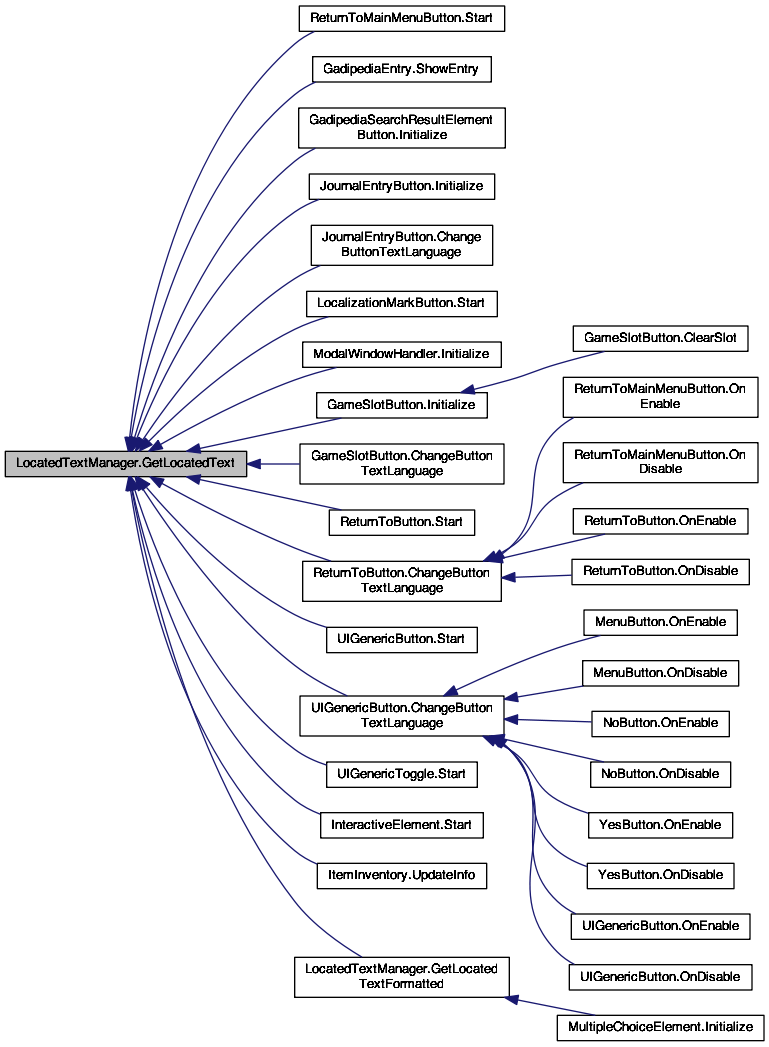 ReturnToMainMenuButton.Start
GadipediaEntry.ShowEntry
GadipediaSearchResultElement
Button.Initialize
JournalEntryButton.Initialize
JournalEntryButton.Change
ButtonTextLanguage
LocalizationMarkButton.Start
ModalWindowHandler.Initialize
GameSlotButton.Initialize
GameSlotButton.ClearSlot
LocatedTextManager.GetLocatedText
GameSlotButton.ChangeButton
TextLanguage
ReturnToButton.Start
ReturnToButton.ChangeButton
TextLanguage
ReturnToMainMenuButton.On
Enable
ReturnToMainMenuButton.On
Disable
ReturnToButton.OnEnable
ReturnToButton.OnDisable
UIGenericButton.Start
UIGenericButton.ChangeButton
TextLanguage
MenuButton.OnEnable
MenuButton.OnDisable
NoButton.OnEnable
NoButton.OnDisable
YesButton.OnEnable
YesButton.OnDisable
UIGenericButton.OnEnable
UIGenericButton.OnDisable
UIGenericToggle.Start
InteractiveElement.Start
ItemInventory.UpdateInfo
LocatedTextManager.GetLocated
TextFormatted
MultipleChoiceElement.Initialize